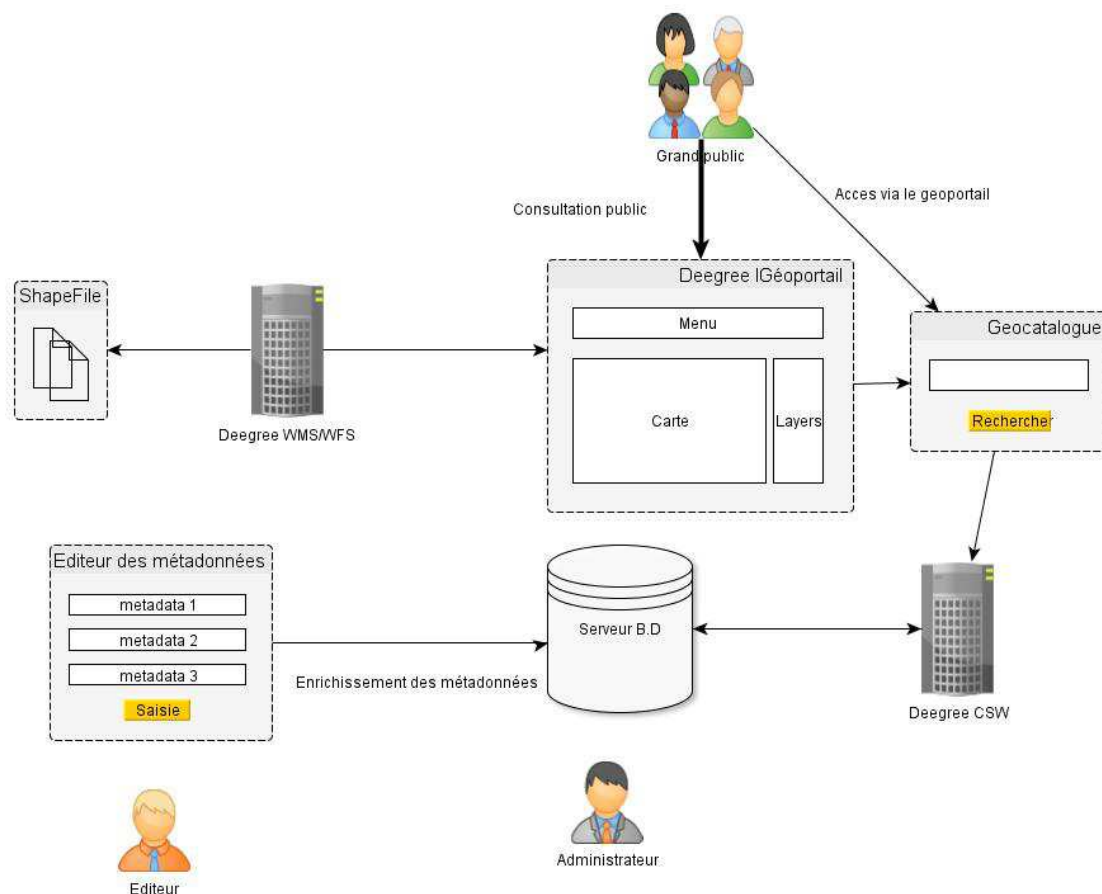 Grand public
Consultation public
Acces via le geoportail
Deegree IGéoportail
Menu
Carte
Layers
ShapeFile
Deegree WMS/WFS
Geocatalogue
Rechercher
Editeur des métadonnées
metadata 1
metadata 2
metadata 3
Saisie
Enrichissement des métadonnées
Serveur B.D
Deegree CSW
Editeur
Administrateur